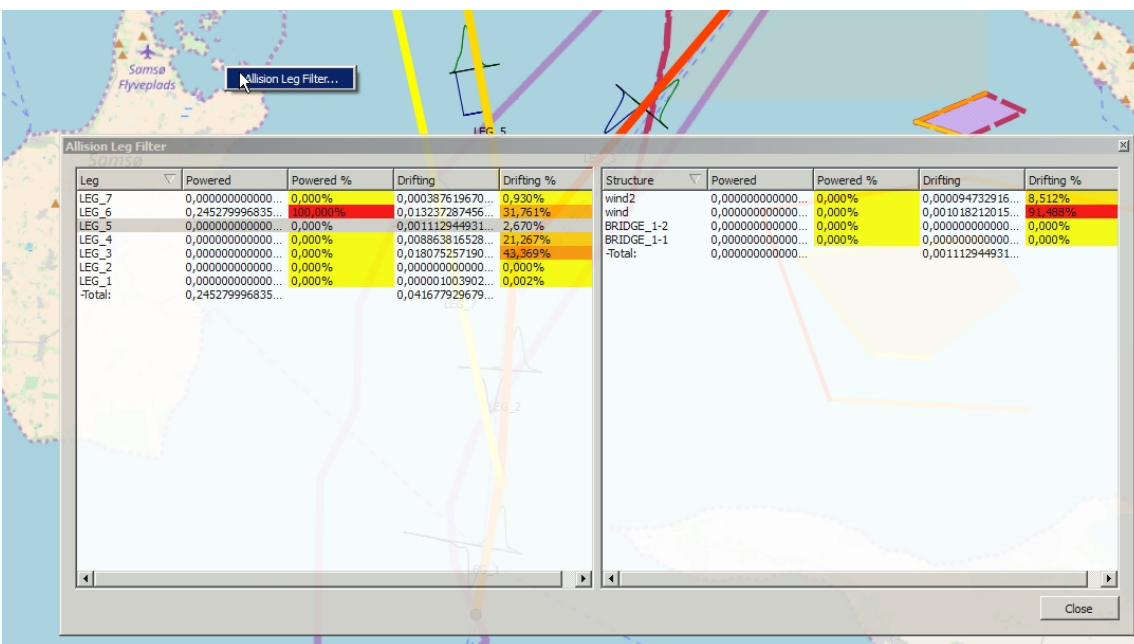 Samsø
Flyveplads
Allision Leg Filter...
LEG_5
Allision Leg Filter
Samsø
Leg Powered Powered % Drifting Drifting %
LEG_7 0,000000000000... 0,000% 0,000387619670... 0,930%
LEG_6 0,245279996835... 100,000% 0,013237287456... 31,761%
LEG_5 0,000000000000... 0,000% 0,001112944931... 2,670%
LEG_4 0,000000000000... 0,000% 0,008863816528... 21,267%
LEG_3 0,000000000000... 0,000% 0,018075257190... 43,369%
LEG_2 0,000000000000... 0,000% 0,000000000000... 0,000%
LEG_1 0,000000000000... 0,000% 0,000001003902... 0,002%
-Total: 0,245279996835... 0,041677929679...
Structure Powered Powered % Drifting Drifting %
wind2 0,000000000000... 0,000% 0,000094732916... 8,512%
wind 0,000000000000... 0,000% 0,001018212015... 91,488%
BRIDGE_1-2 0,000000000000... 0,000% 0,000000000000... 0,000%
BRIDGE_1-1 0,000000000000... 0,000% 0,000000000000... 0,000%
-Total: 0,000000000000... 0,001112944931...
LEG_7
LEG_2
Close